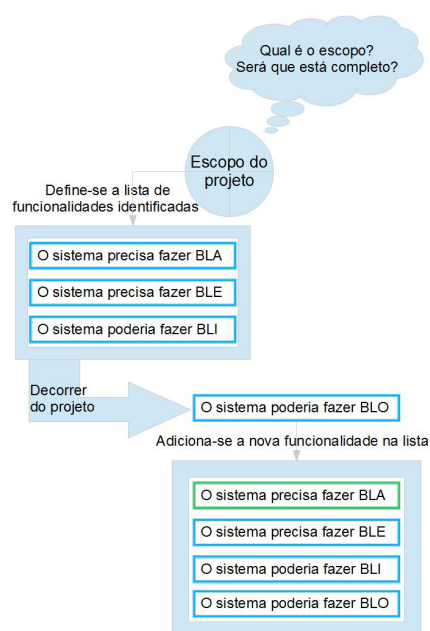 Qual é o escopo?
Será que está completo?
Escopo do
projeto
Define-se a lista de
funcionalidades identificadas
O sistema precisa fazer BLA
O sistema precisa fazer BLE
O sistema poderia fazer BLI
Decorrer
do projeto
O sistema poderia fazer BLO
Adiciona-se a nova funcionalidade na lista
O sistema precisa fazer BLA
O sistema precisa fazer BLE
O sistema poderia fazer BLI
O sistema poderia fazer BLO